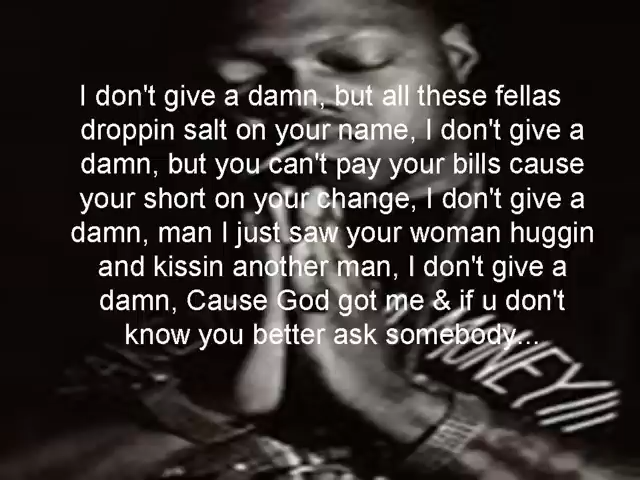 I don't give a damn, but all these fellas
droppin salt on your name, I don't give a
damn, but you can't pay your bills cause
your short on your change, I don't give a
damn, man I just saw your woman huggin
and kissin another man, I don't give a
damn, Cause God got me & if u don't
know you better ask somebody...
MONEY